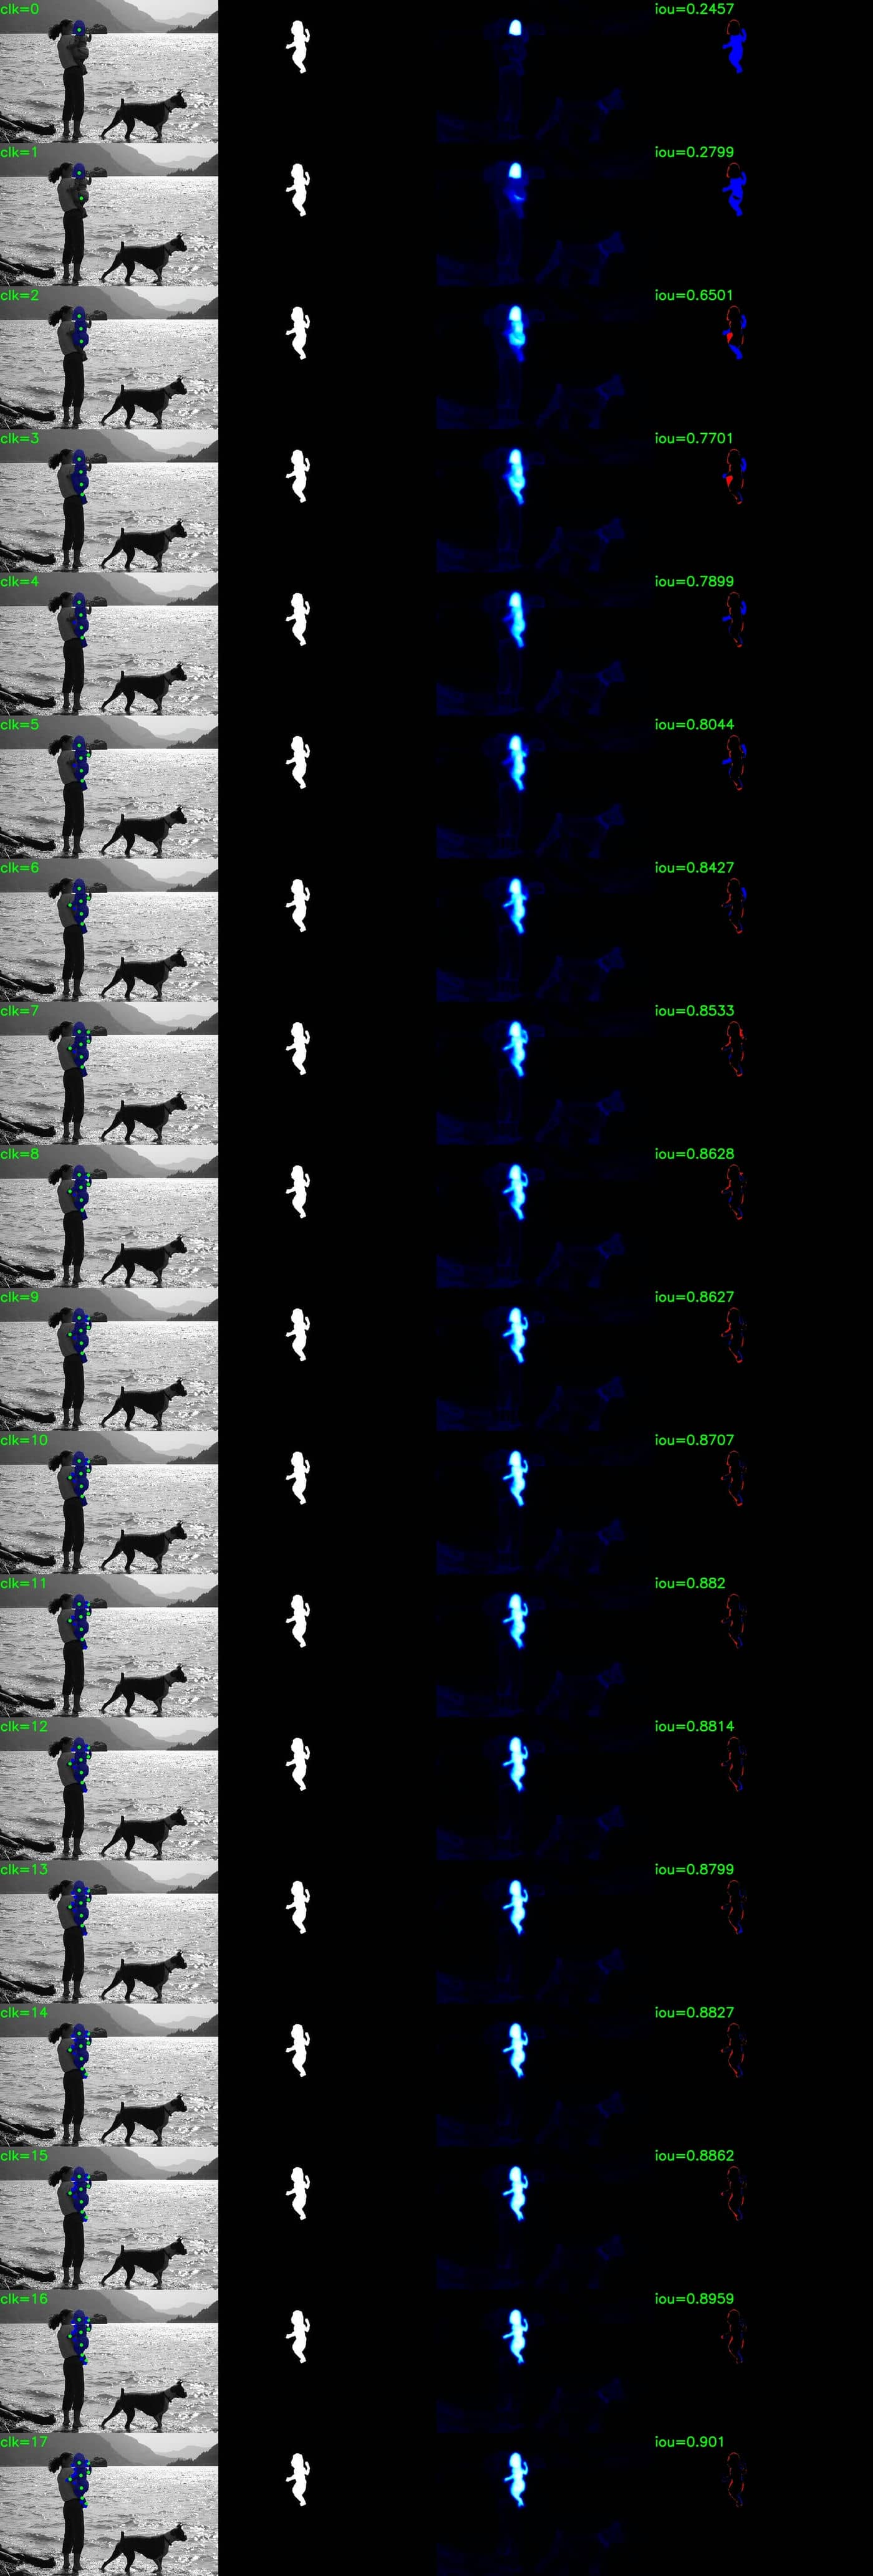 clk=0 iou=0.2457
clk=1 iou=0.2799
clk=2 iou=0.6501
clk=3 iou=0.7701
clk=4 iou=0.7899
clk=5 iou=0.8044
clk=6 iou=0.8427
clk=7 iou=0.8533
clk=8 iou=0.8628
clk=9 iou=0.8627
clk=10 iou=0.8707
clk=11 iou=0.882
clk=12 iou=0.8814
clk=13 iou=0.8799
clk=14 iou=0.8827
clk=15 iou=0.8862
clk=16 iou=0.8959
clk=17 iou=0.901